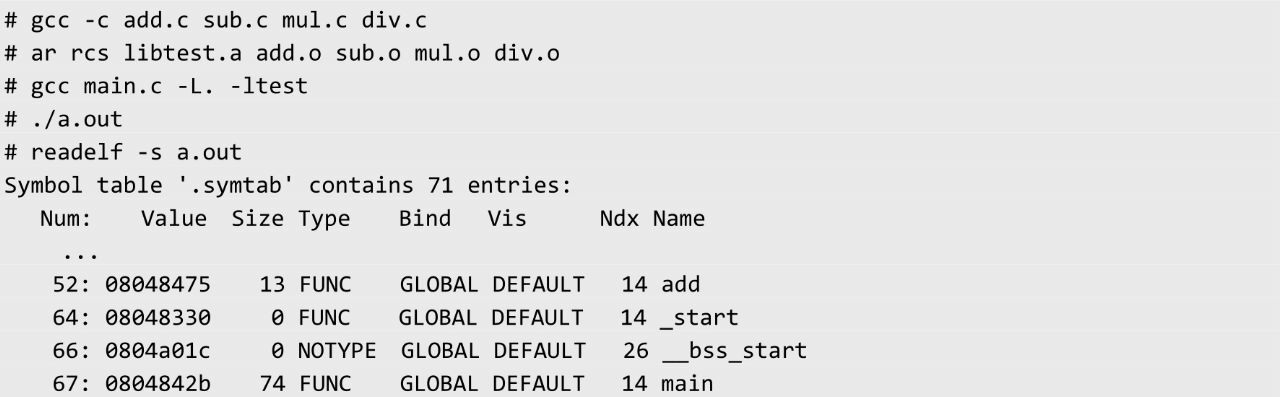 # gcc -c add.c sub.c mul.c div.c
# ar rcs libtest.a add.o sub.o mul.o div.o
# gcc main.c -L. -ltest
# ./a.out
# readelf -s a.out
Symbol table '.symtab' contains 71 entries:
   Num:    Value  Size Type    Bind   Vis      Ndx Name
     ...
    52: 08048475    13 FUNC    GLOBAL DEFAULT   14 add
    64: 08048330     0 FUNC    GLOBAL DEFAULT   14 _start
    66: 0804a01c     0 NOTYPE  GLOBAL DEFAULT   26 __bss_start
    67: 0804842b    74 FUNC    GLOBAL DEFAULT   14 main